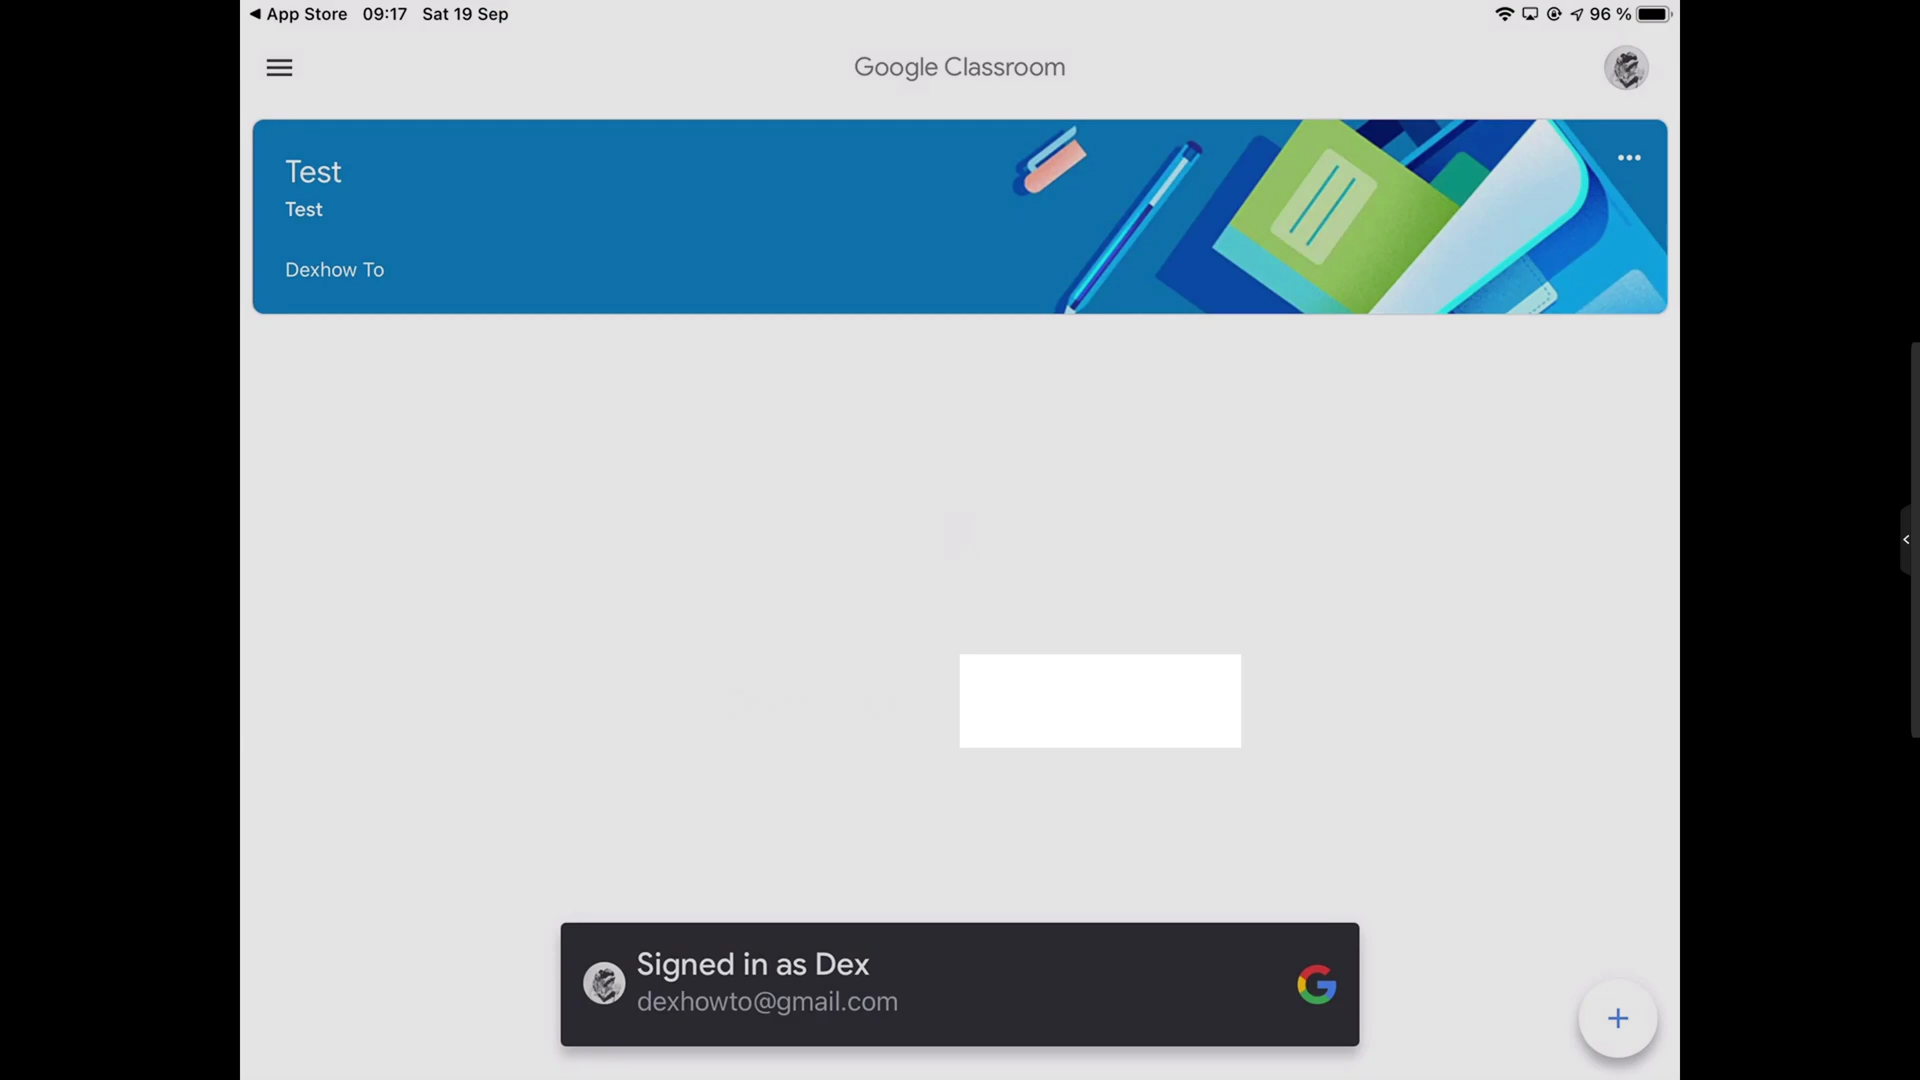 ◀ App Store 09:17 Sat 19 Sep 96 %
Google Classroom
Test
Test
Dexhow To
Signed in as Dex
dexhowto@gmail.com